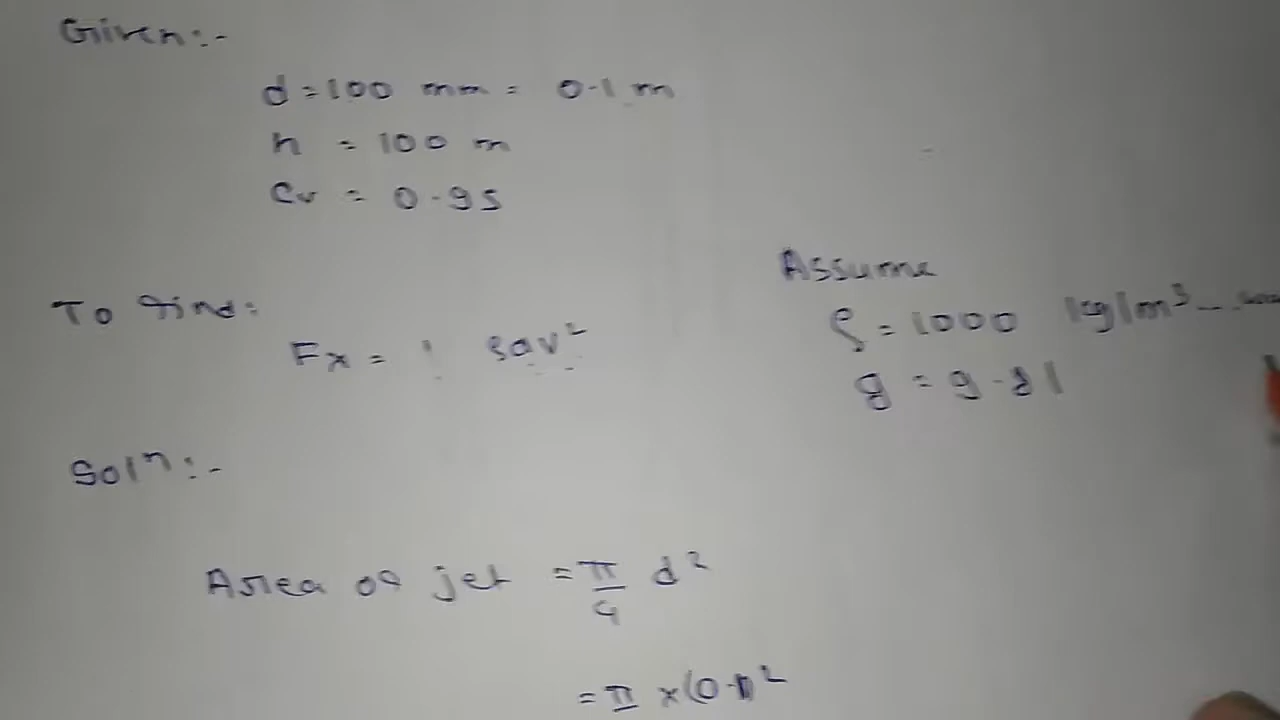 Given:-
d = 100 mm = 0.1 m
h = 100 m
Cv = 0.95
To find:
Fx = ρav²
Assume
ρ = 1000 kg/m³
g = 9.81
Solⁿ:-
Area of jet = π/4 d²
= π × (0.1)²